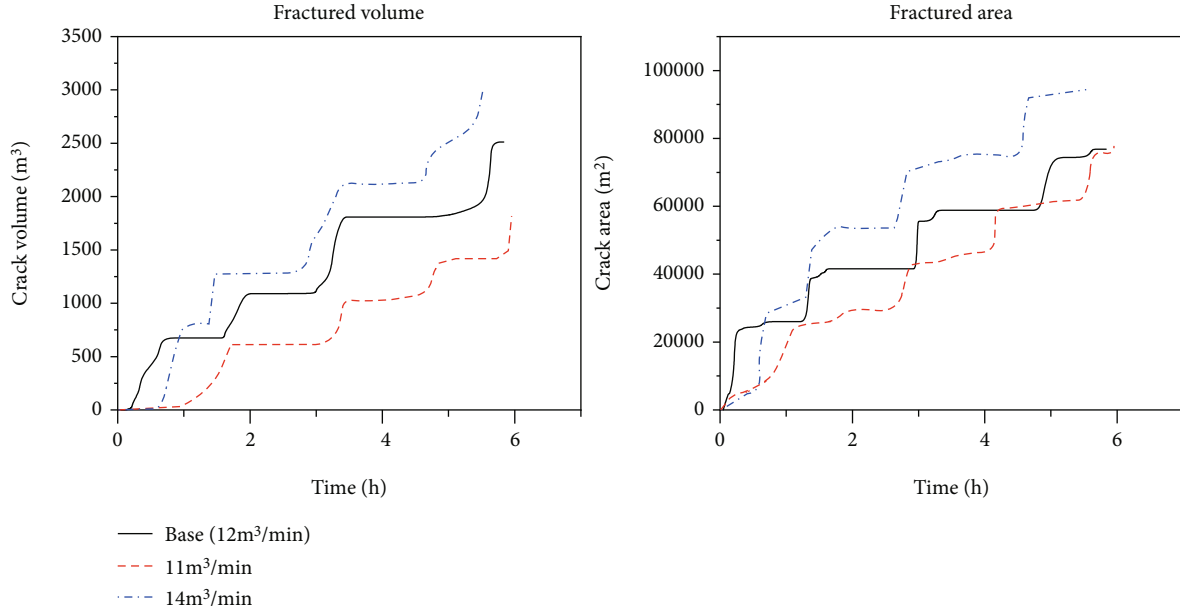 Fractured volume
3500
3000
2500
2000
1500
1000
500
0
Crack volume (m³)
0
2
4
6
Time (h)
Fractured area
100000
80000
60000
40000
20000
0
Crack area (m²)
0
2
4
6
Time (h)
Base (12m³/min)
11m³/min
14m³/min